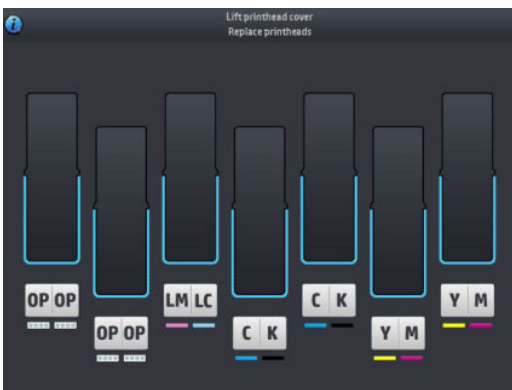 i
Lift printhead cover
Replace printheads
OP OP
LM LC
C K
Y M
OP OP
C K
Y M